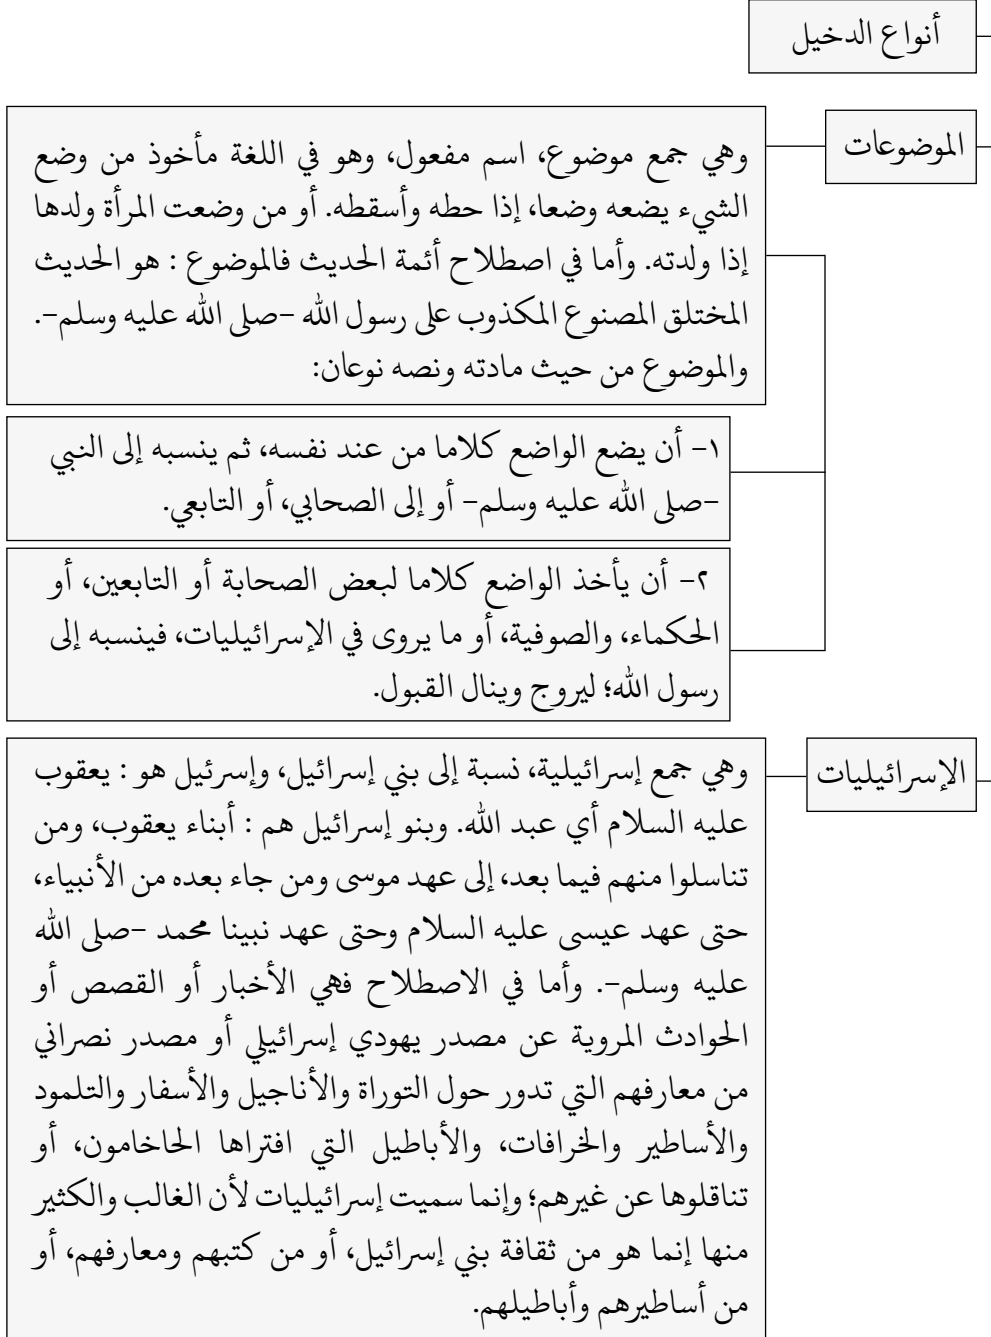 أنواع الدخيل
الموضوعات
وهي جمع موضوع، اسم مفعول، وهو في اللغة مأخوذ من وضع
الشيء يضعه وضعا، إذا حطه وأسقطه. أو من وضعت المرأة ولدها
إذا ولدته. وأما في اصطلاح أئمة الحديث فالموضوع : هو الحديث
المختلق المصنوع المكذوب على رسول الله -صلى الله عليه وسلم-.
والموضوع من حيث مادته ونصه نوعان:
١- أن يضع الواضع كلاما من عند نفسه، ثم ينسبه إلى النبي
-صلى الله عليه وسلم- أو إلى الصحابي، أو التابعي.
٢- أن يأخذ الواضع كلاما لبعض الصحابة أو التابعين، أو
الحكماء، والصوفية، أو ما يروى في الإسرائيليات، فينسبه إلى
رسول الله؛ ليروج وينال القبول.
الإسرائيليات
وهي جمع إسرائيلية، نسبة إلى بني إسرائيل، وإسرئيل هو : يعقوب
عليه السلام أي عبد الله. وبنو إسرائيل هم : أبناء يعقوب، ومن
تناسلوا منهم فيما بعد، إلى عهد موسى ومن جاء بعده من الأنبياء،
حتى عهد عيسى عليه السلام وحتى عهد نبينا محمد -صلى الله
عليه وسلم-. وأما في الاصطلاح فهي الأخبار أو القصص أو
الحوادث المروية عن مصدر يهودي إسرائيلي أو مصدر نصراني
من معارفهم التي تدور حول التوراة والأناجيل والأسفار والتلمود
والأساطير والخرافات، والأباطيل التي افتراها الحاخامون، أو
تناقلوها عن غيرهم؛ وإنما سميت إسرائيليات لأن الغالب والكثير
منها إنما هو من ثقافة بني إسرائيل، أو من كتبهم ومعارفهم، أو
من أساطيرهم وأباطيلهم.